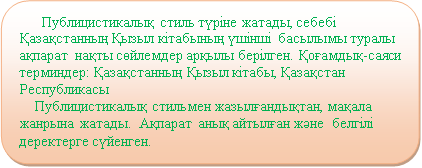 Публицистикалық стиль түріне жатады, себебі
Қазақстанның Қызыл кітабының үшінші басылымы туралы
ақпарат нақты сөйлемдер арқылы берілген. Қоғамдық-саяси
терминдер: Қазақстанның Қызыл кітабы, Қазақстан
Республикасы
Публицистикалық стильмен жазылғандықтан, мақала
жанрына жатады. Ақпарат анық айтылған және белгілі
деректерге сүйенген.